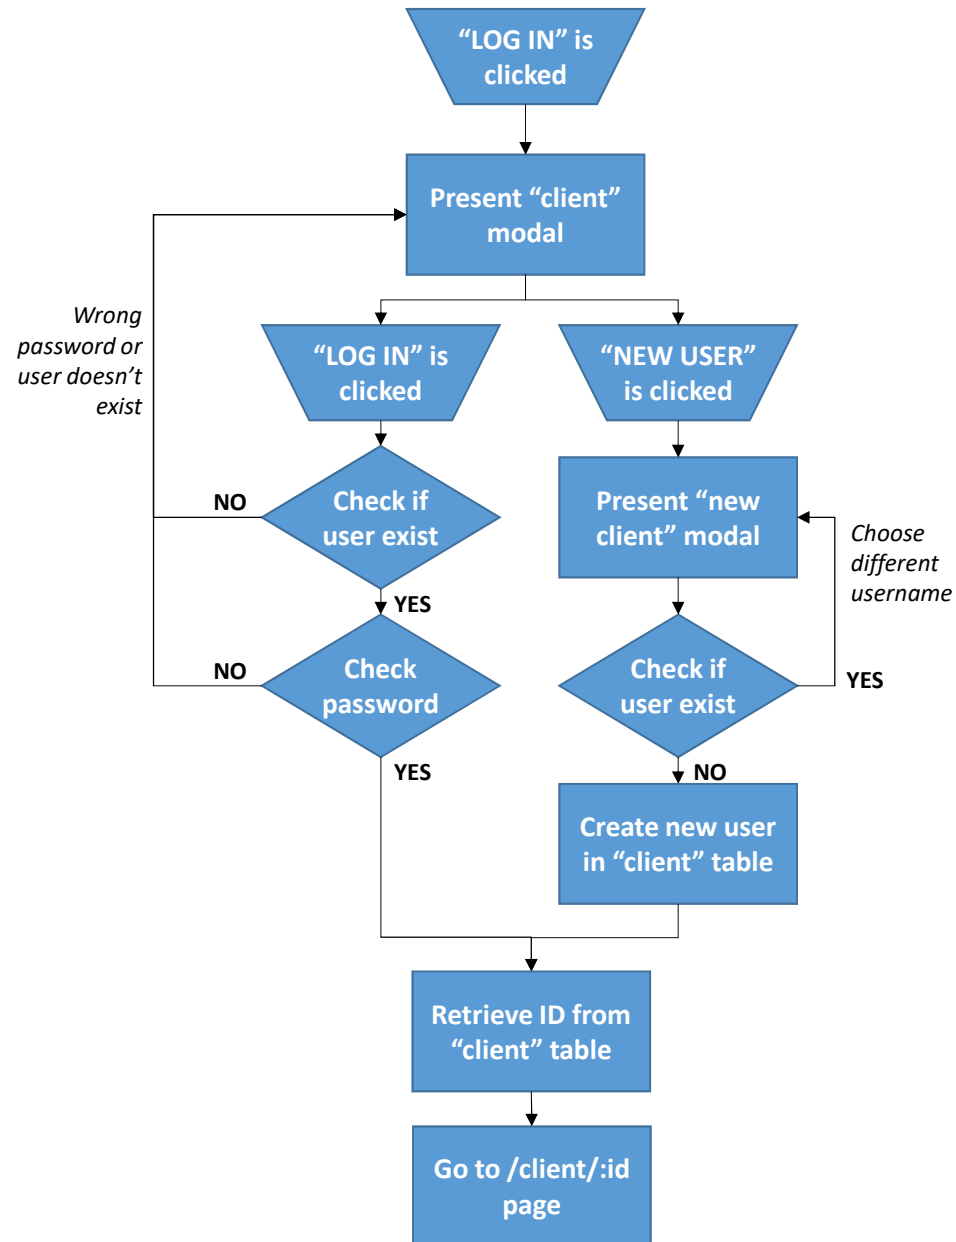 “LOG IN” is
clicked
Present “client”
modal
Wrong
password or
user doesn’t
exist
“LOG IN” is
clicked
“NEW USER”
is clicked
NO
Check if
user exist
YES
Present “new
client” modal
Choose
different
username
NO
Check
password
YES
Check if
user exist
YES
NO
Create new user
in “client” table
Retrieve ID from
“client” table
Go to /client/:id
page